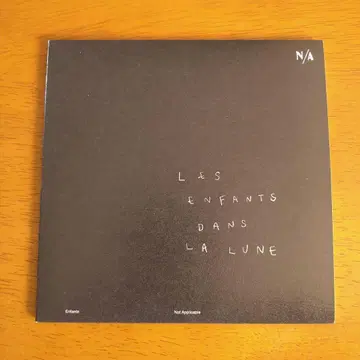 N/A
LES
ENFANTS
DANS
LA LUNE
Enfants
Not Applicable